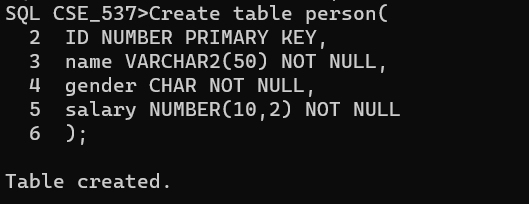 SQL CSE_537>Create table person(
  2  ID NUMBER PRIMARY KEY,
  3  name VARCHAR2(50) NOT NULL,
  4  gender CHAR NOT NULL,
  5  salary NUMBER(10,2) NOT NULL
  6  );
Table created.